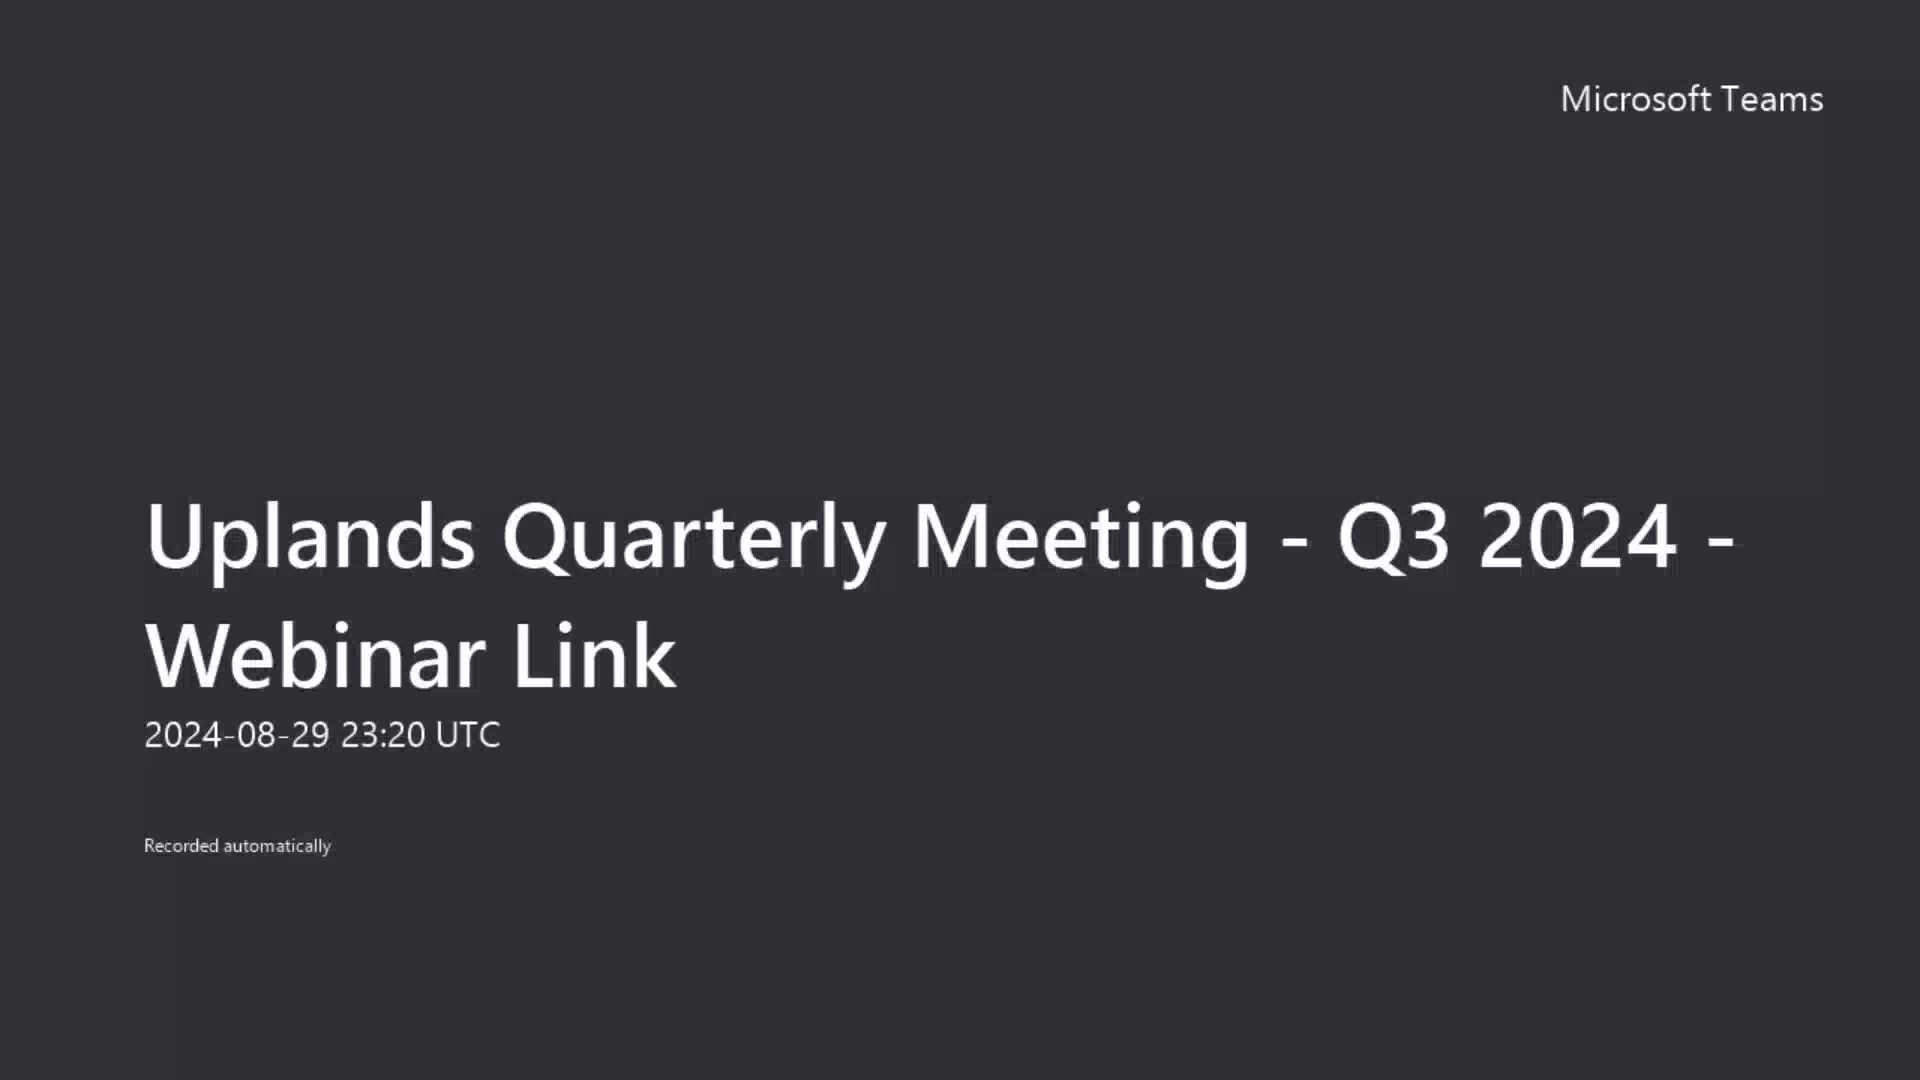 Microsoft Teams
Uplands Quarterly Meeting - Q3 2024 -
Webinar Link
2024-08-29 23:20 UTC
Recorded automatically